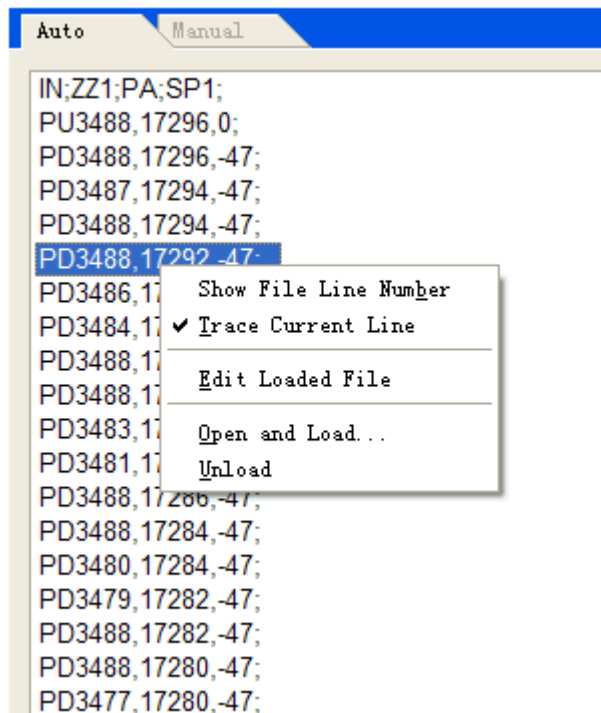 Auto Manual
IN;ZZ1;PA;SP1;
PU3488,17296,0;
PD3488,17296,-47;
PD3487,17294,-47;
PD3488,17294,-47;
PD3488,17292,-47;
PD3486,17
PD3484,17
PD3488,17
PD3488,17
PD3483,17
PD3481,17
Show File Line Number
Trace Current Line
Edit Loaded File
Open and Load...
Unload
PD3488,17286,-47;
PD3488,17284,-47;
PD3480,17284,-47;
PD3479,17282,-47;
PD3488,17282,-47;
PD3488,17280,-47;
PD3477,17280,-47;